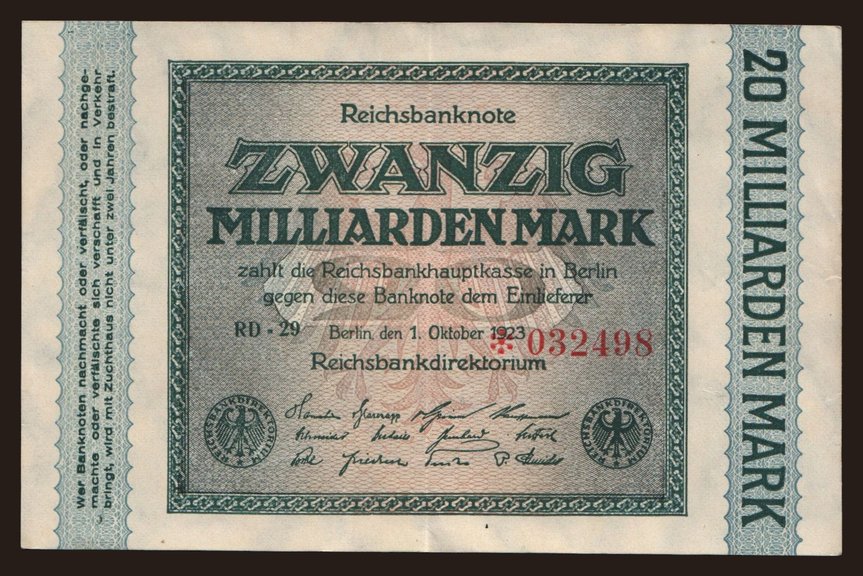 Wer Banknoten nachmacht oder verfälscht, oder nachge-
machte oder verfälschte sich verschafft und in Verkehr
bringt, wird mit Zuchthaus nicht unter zwei Jahren bestraft.
Reichsbanknote
ZWANZIG
MILLIARDEN MARK
zahlt die Reichsbankhauptkasse in Berlin
gegen diese Banknote dem Einlieferer
RD - 29 Berlin, den 1. Oktober 1923
* 032498
Reichsbankdirektorium
REICHSBANKDIREKTORIUM
REICHSBANKDIREKTORIUM
20 MILLIARDEN MARK